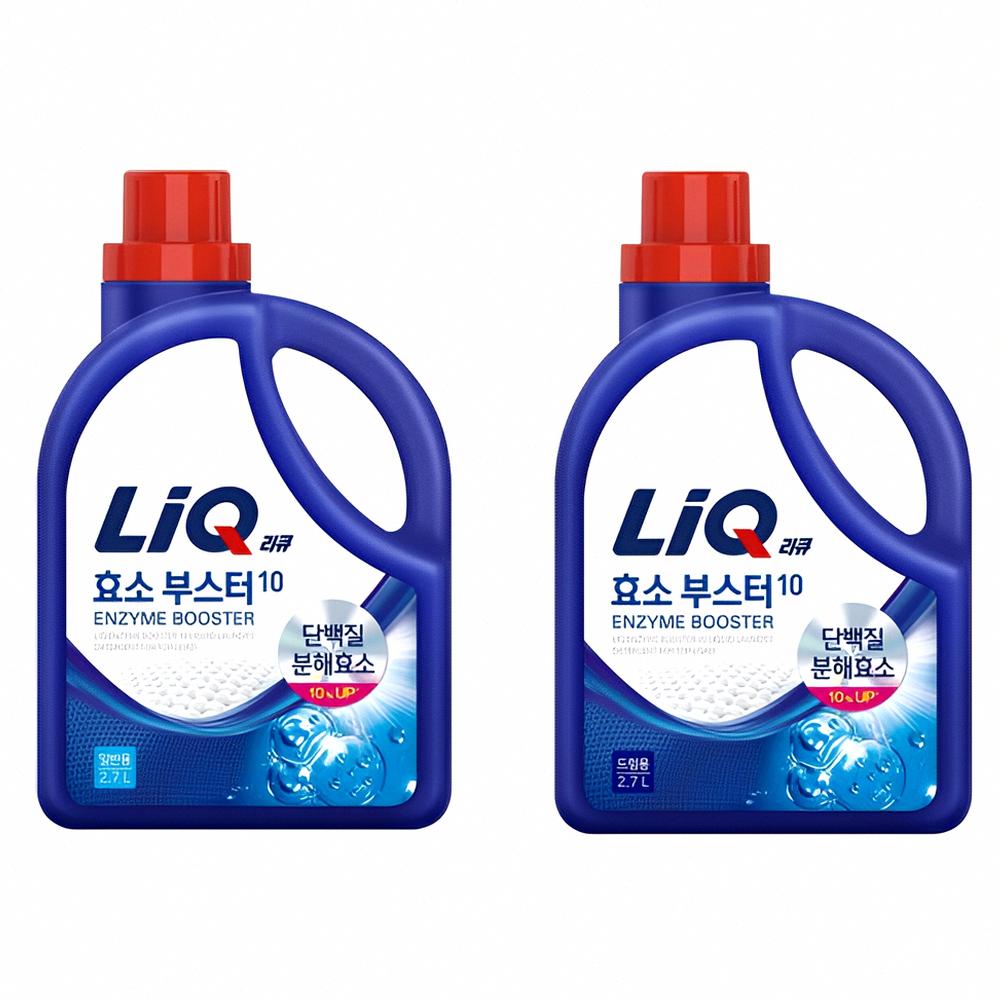 LiQ 리큐
효소 부스터10
ENZYME BOOSTER
단백질
분해효소
10% UP
일반용
2.7 L
LiQ 리큐
효소 부스터10
ENZYME BOOSTER
단백질
분해효소
10% UP
드럼용
2.7 L